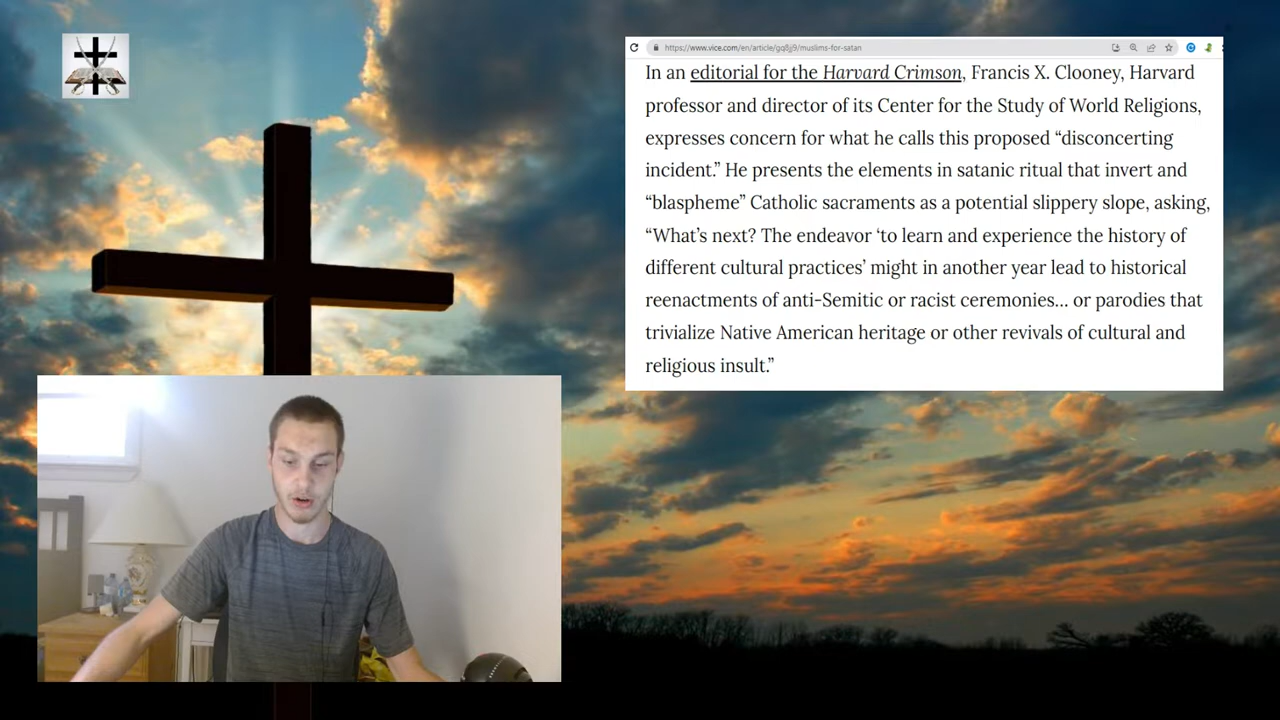 https://www.vice.com/en/article/gq8jj9/muslims-for-satan
In an editorial for the Harvard Crimson, Francis X. Clooney, Harvard
professor and director of its Center for the Study of World Religions,
expresses concern for what he calls this proposed “disconcerting
incident.” He presents the elements in satanic ritual that invert and
“blaspheme” Catholic sacraments as a potential slippery slope, asking,
“What’s next? The endeavor ‘to learn and experience the history of
different cultural practices’ might in another year lead to historical
reenactments of anti-Semitic or racist ceremonies… or parodies that
trivialize Native American heritage or other revivals of cultural and
religious insult.”